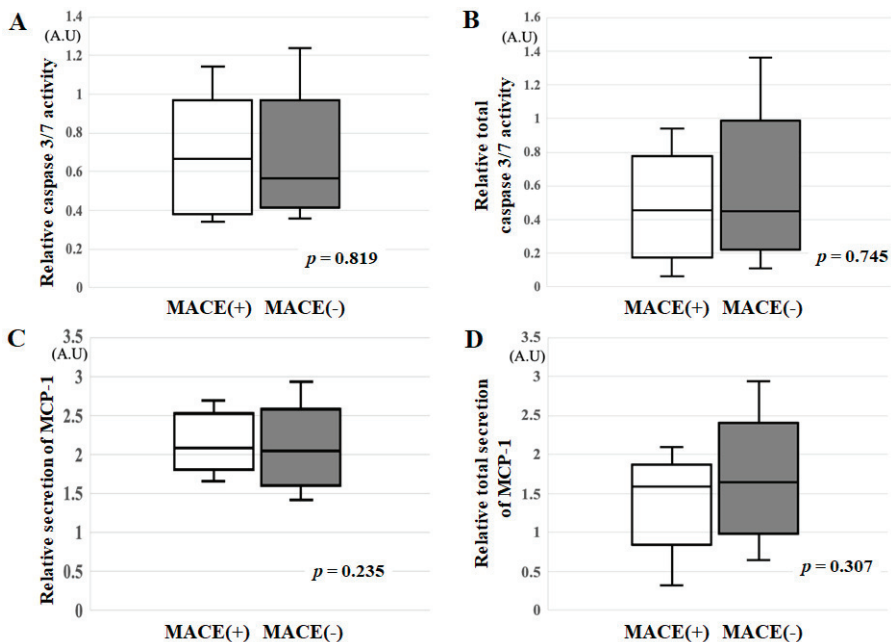 A
(A.U)
Relative caspase 3/7 activity
1.4
1.2
1
0.8
0.6
0.4
0.2
0
p = 0.819
MACE(+) MACE(-)
B
(A.U)
Relative total
caspase 3/7 activity
1.6
1.4
1.2
1
0.8
0.6
0.4
0.2
0
p = 0.745
MACE(+) MACE(-)
C
(A.U)
Relative secretion of MCP-1
3.5
3
2.5
2
1.5
1
0.5
0
p = 0.235
MACE(+) MACE(-)
D
(A.U)
Relative total secretion
of MCP-1
3.5
3
2.5
2
1.5
1
0.5
0
p = 0.307
MACE(+) MACE(-)